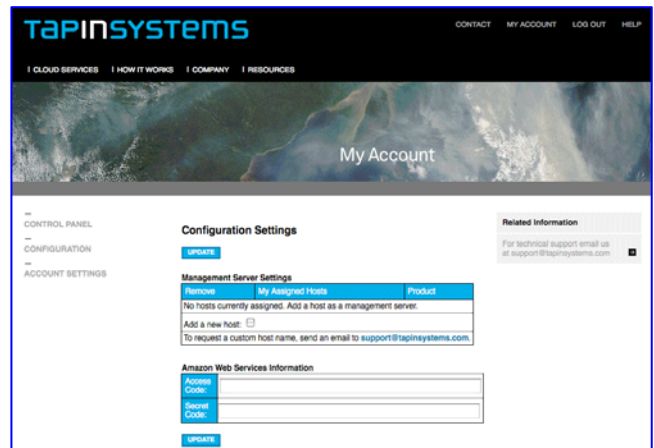 TAPINSYSTEMS
CONTACT MY ACCOUNT LOG OUT HELP
| CLOUD SERVICES | HOW IT WORKS | COMPANY | RESOURCES
My Account
CONTROL PANEL
CONFIGURATION
ACCOUNT SETTINGS
Configuration Settings
UPDATE
Management Server Settings
Remove My Assigned Hosts Product
No hosts currently assigned. Add a host as a management server.
Add a new host:
To request a custom host name, send an email to support@tapinsystems.com.
Amazon Web Services Information
Access
Code:
Secret
Code:
UPDATE
Related Information
For technical support email us
at support@tapinsystems.com